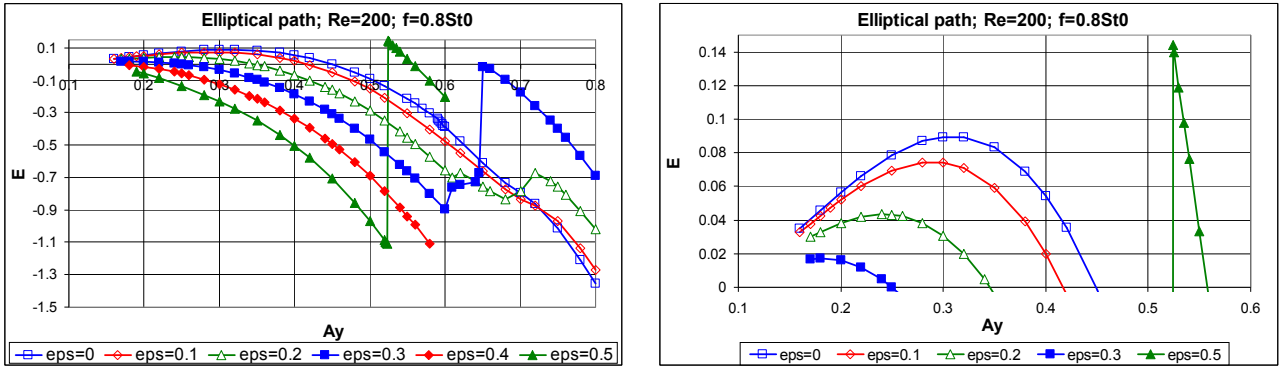 Elliptical path; Re=200; f=0.8St0
0.1
-0.1
-0.3
-0.5
-0.7
-0.9
-1.1
-1.3
-1.5
0.1 0.2 0.3 0.4 0.5 0.6 0.7 0.8
E
Ay
eps=0 eps=0.1 eps=0.2 eps=0.3 eps=0.4 eps=0.5
Elliptical path; Re=200; f=0.8St0
0.14
0.12
0.1
0.08
0.06
0.04
0.02
0
0.1 0.2 0.3 0.4 0.5 0.6
E
Ay
eps=0 eps=0.1 eps=0.2 eps=0.3 eps=0.5